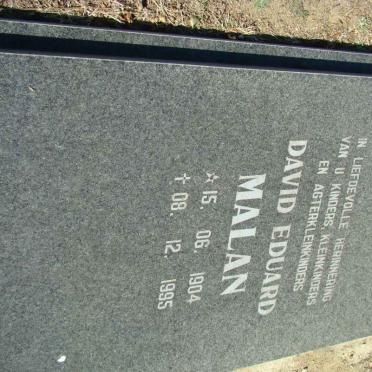 IN LIEFDEVOLLE HERINNERING
VAN U KINDERS, KLEINKINDERS
EN AGTERKLEINKINDERS
DAVID EDUARD
MALAN
☆ 15. 06. 1904
✝ 08. 12. 1995